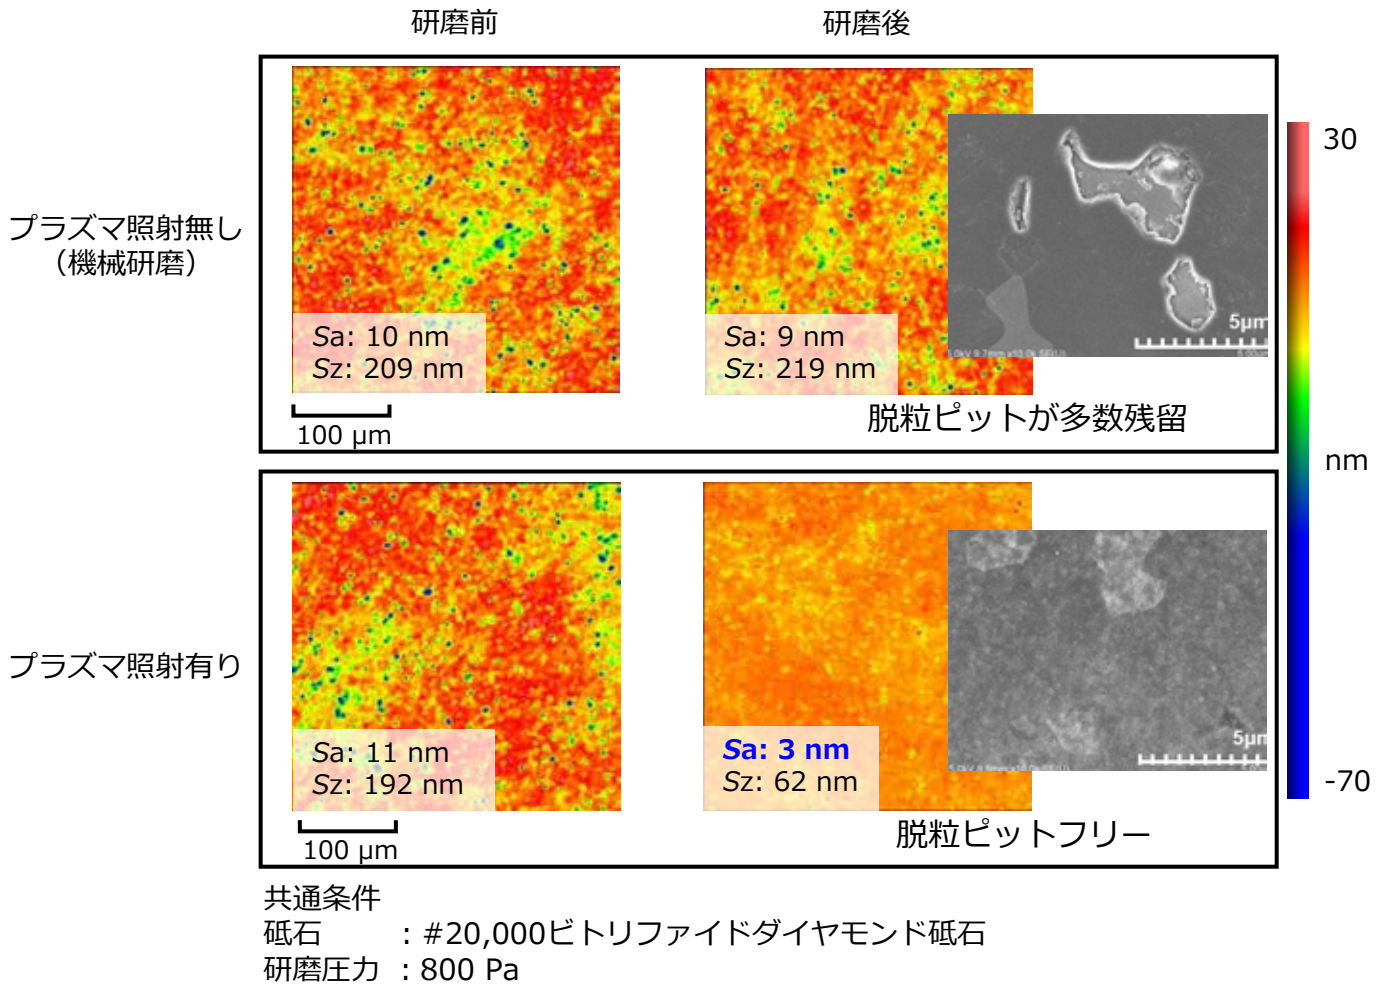 研磨前
研磨後
プラズマ照射無し
（機械研磨）
Sa: 10 nm
Sz: 209 nm
100 μm
Sa: 9 nm
Sz: 219 nm
5μm
脱粒ピットが多数残留
30
nm
-70
プラズマ照射有り
Sa: 11 nm
Sz: 192 nm
100 μm
Sa: 3 nm
Sz: 62 nm
5μm
脱粒ピットフリー
共通条件
砥石 : #20,000ビトリファイドダイヤモンド砥石
研磨圧力 : 800 Pa